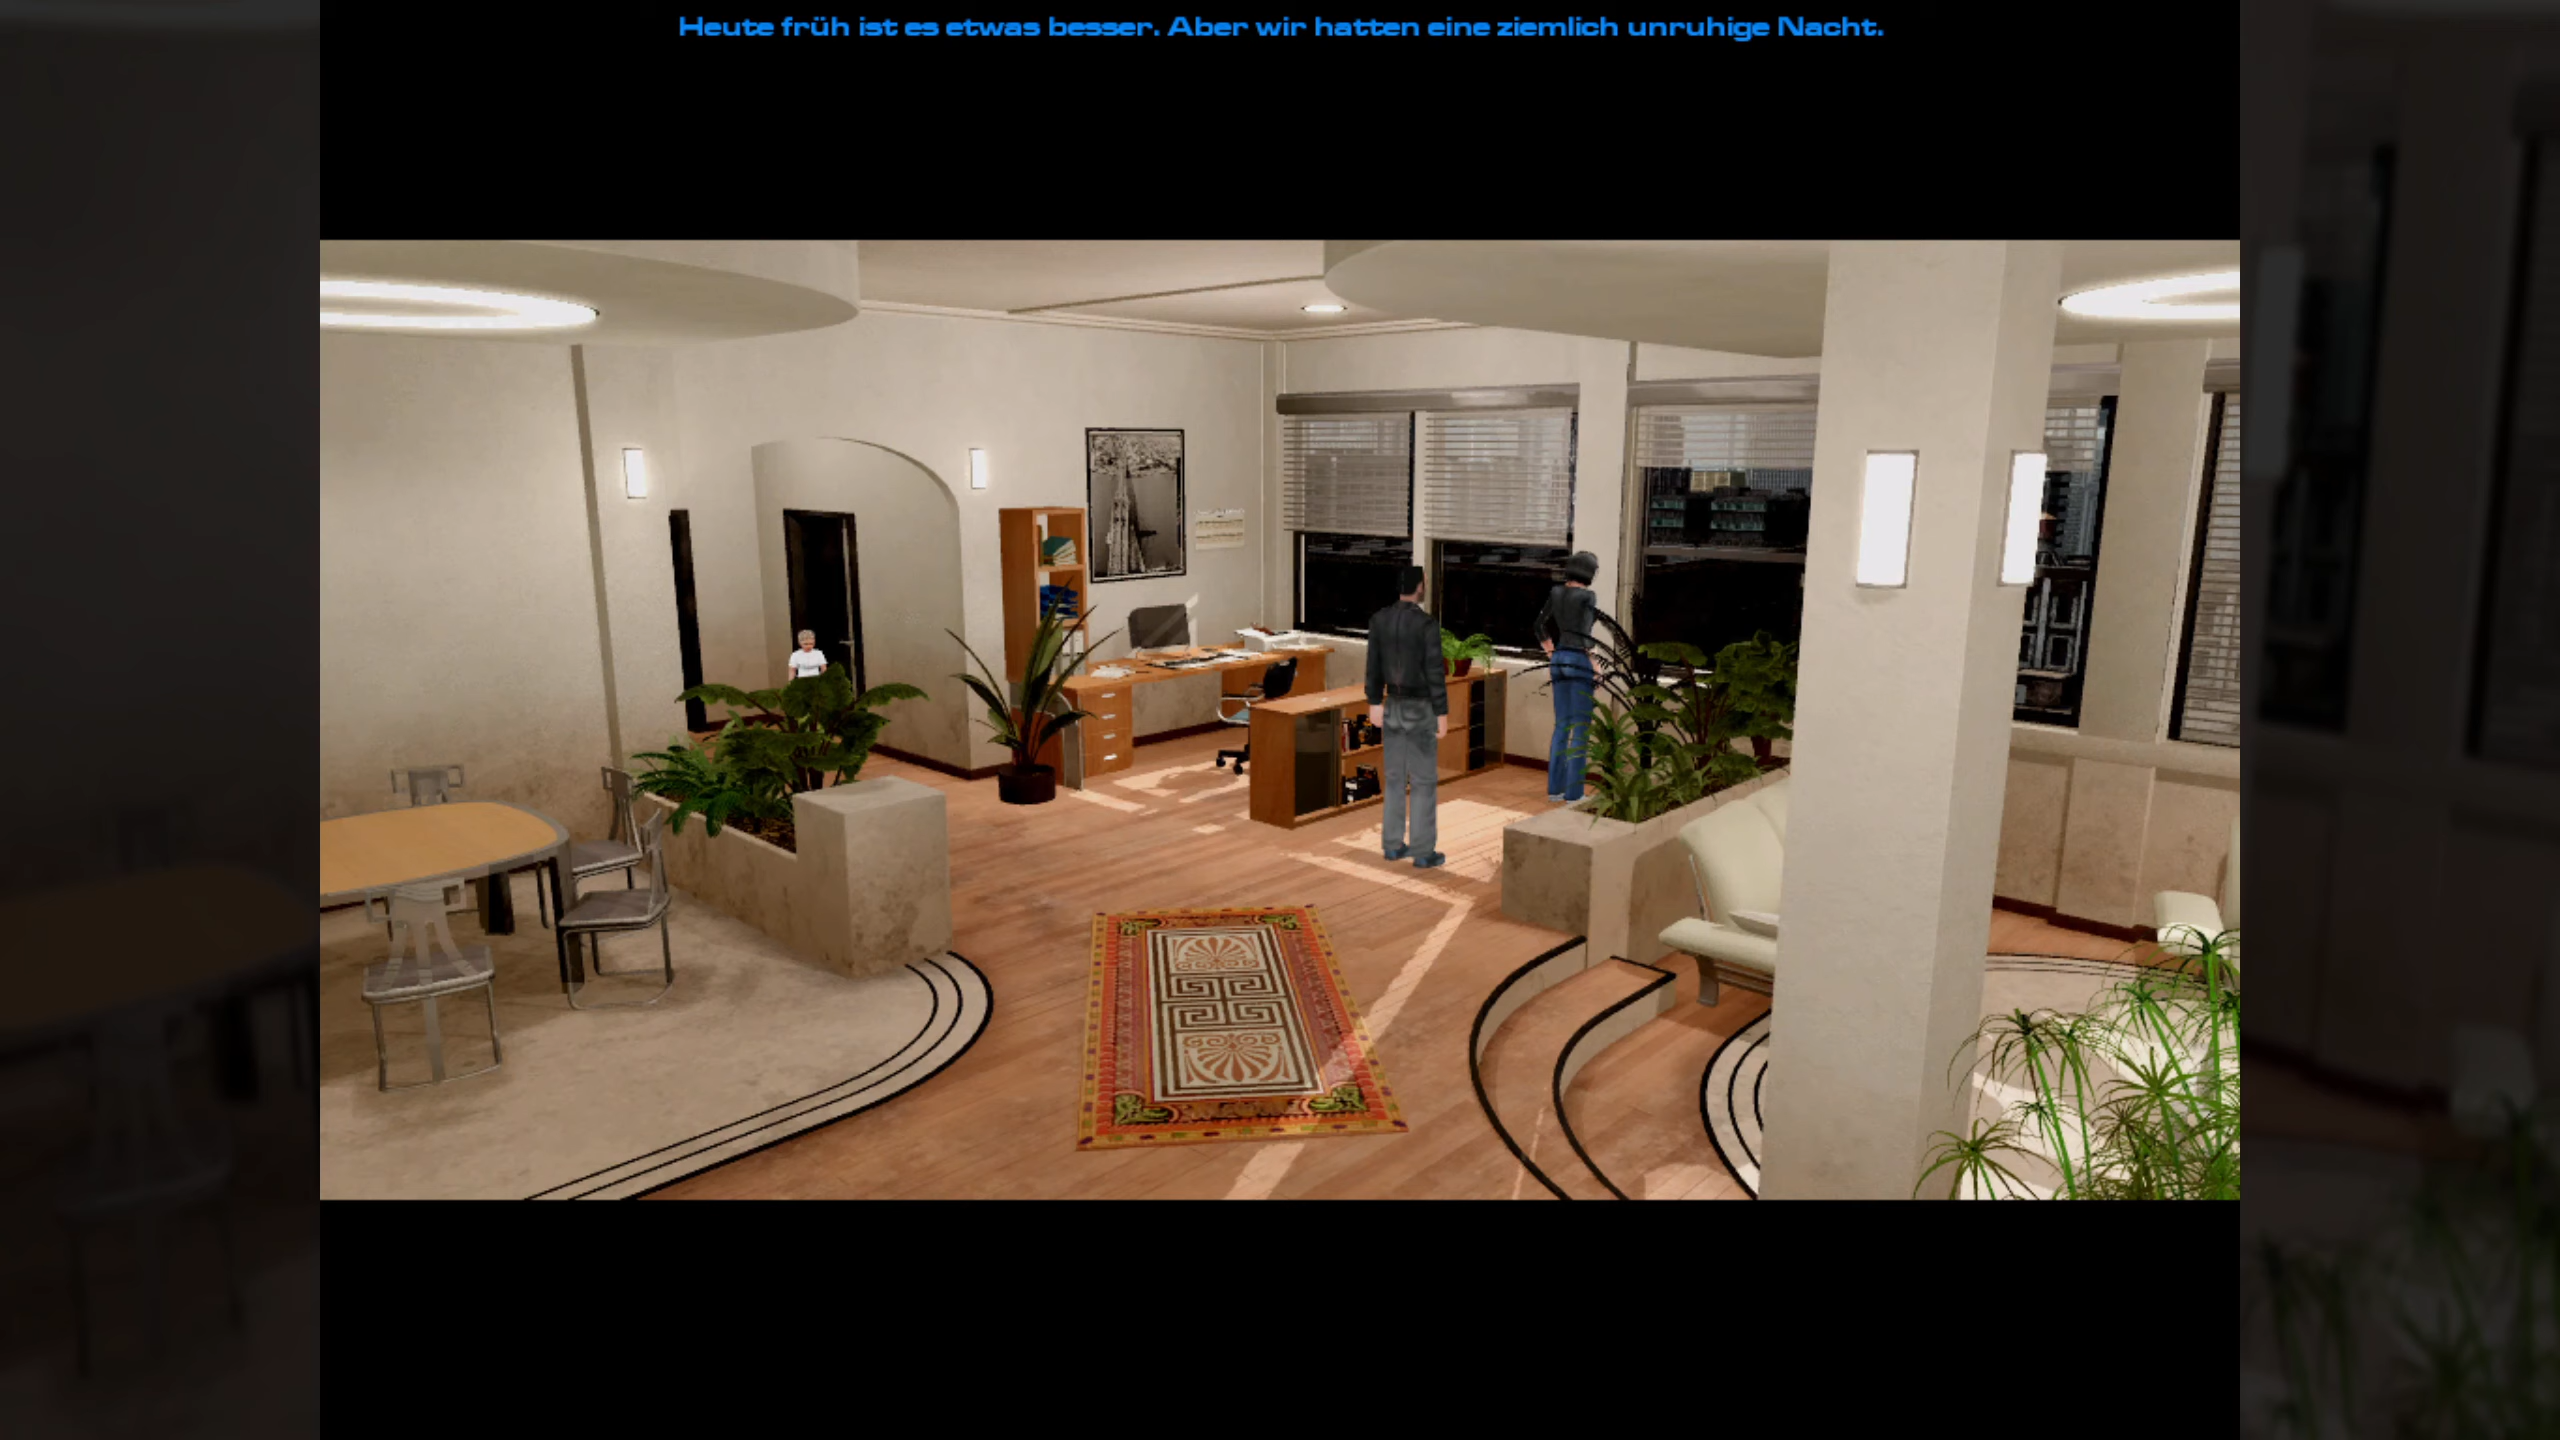 Heute früh ist es etwas besser. Aber wir hatten eine ziemlich unruhige Nacht.